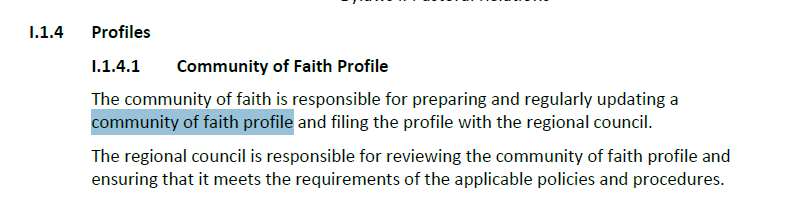 I.1.4 Profiles
I.1.4.1 Community of Faith Profile
The community of faith is responsible for preparing and regularly updating a
community of faith profile and filing the profile with the regional council.
The regional council is responsible for reviewing the community of faith profile and
ensuring that it meets the requirements of the applicable policies and procedures.